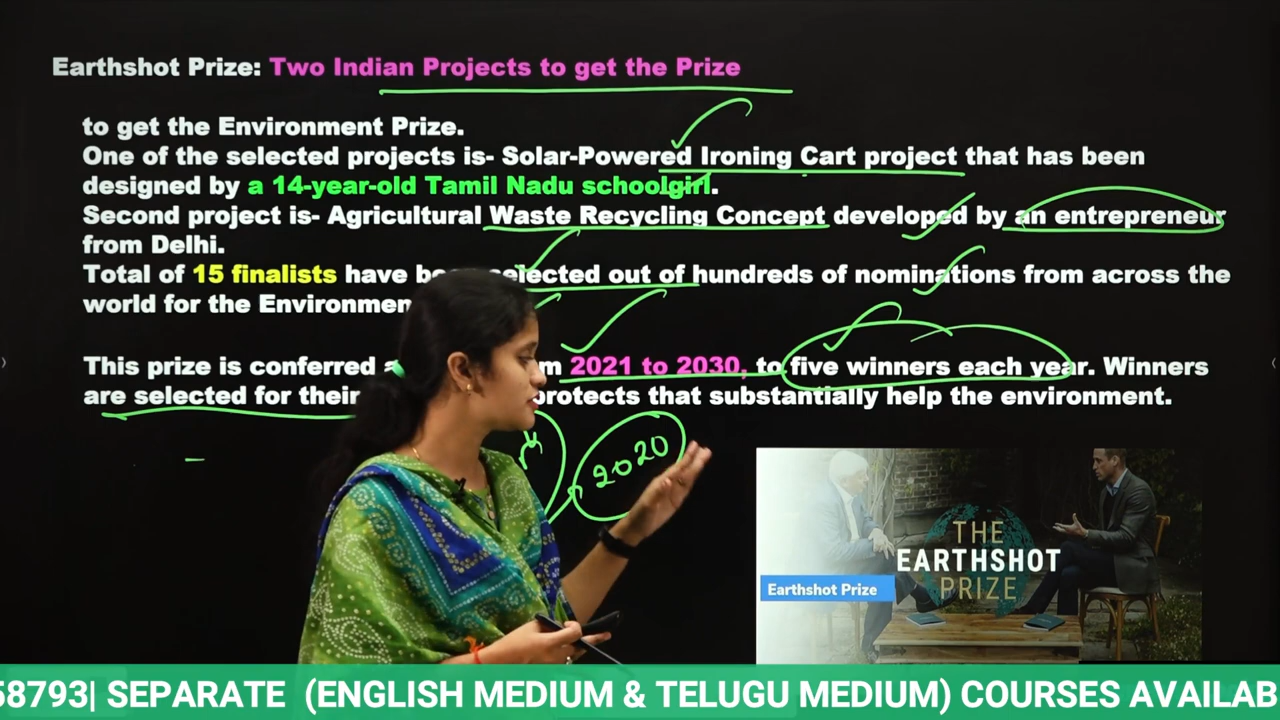 Earthshot Prize: Two Indian Projects to get the Prize
to get the Environment Prize.
One of the selected projects is- Solar-Powered Ironing Cart project that has been
designed by a 14-year-old Tamil Nadu schoolgirl.
Second project is- Agricultural Waste Recycling Concept developed by an entrepreneur
from Delhi.
Total of 15 finalists have selected out of hundreds of nominations from across the
world for the
This prize is conferred 2021 to 2030, to five winners each year. Winners
are selected for their protects that substantially help the environment.
2020
THE
EARTHSHOT
PRIZE
Earthshot Prize
58793| SEPARATE (ENGLISH MEDIUM & TELUGU MEDIUM) COURSES